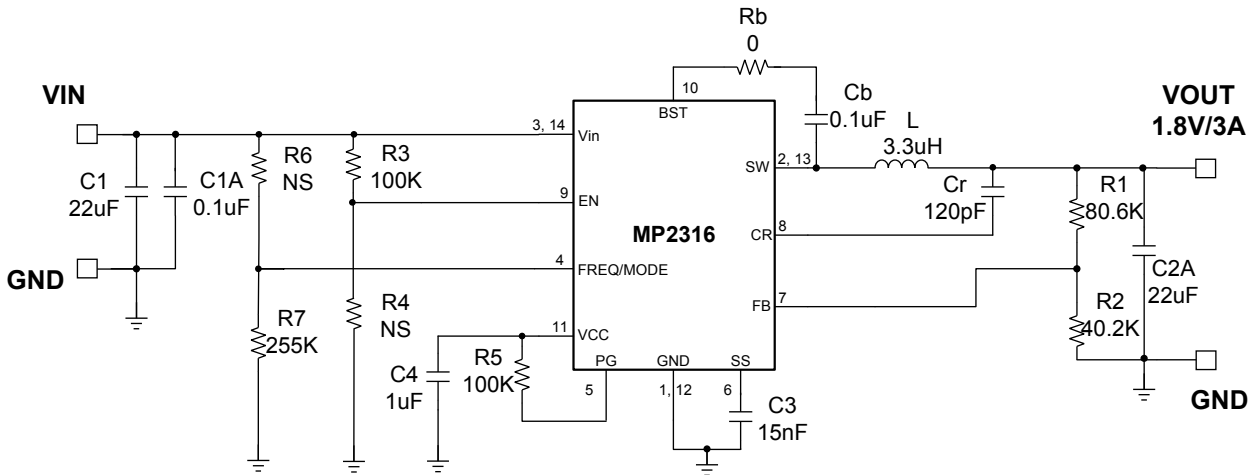 Rb
0
10
BST
Cb
0.1uF
VIN
VOUT
1.8V/3A
3, 14
Vin
L
3.3uH
R6
NS
R3
100K
SW
2, 13
C1
22uF
C1A
0.1uF
Cr
120pF
R1
80.6K
9
EN
MP2316
CR
8
GND
4
FREQ/MODE
C2A
22uF
R4
NS
FB
7
R2
40.2K
R7
255K
11
VCC
R5
100K
PG
GND
SS
C4
1uF
5
1, 12
6
C3
15nF
GND